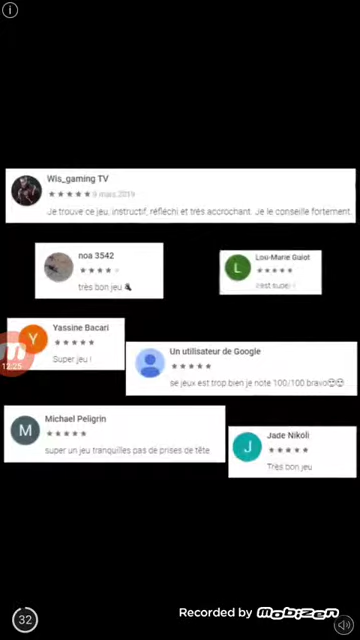 Wis_gaming TV
9 mars 2019
Je trouve ce jeu, instructif, réfléchi et très accrochant. Je le conseille fortement.
noa 3542
très bon jeu
Lou-Marie Guiot
L
c'est super !
Yassine Bacari
Y
Super jeu !
12:25
Un utilisateur de Google
se jeux est trop bien je note 100/100 bravo
Michael Peligrin
M
super un jeu tranquilles pas de prises de tête
Jade Nikoli
J
Très bon jeu
32
Recorded by MOBIZEN